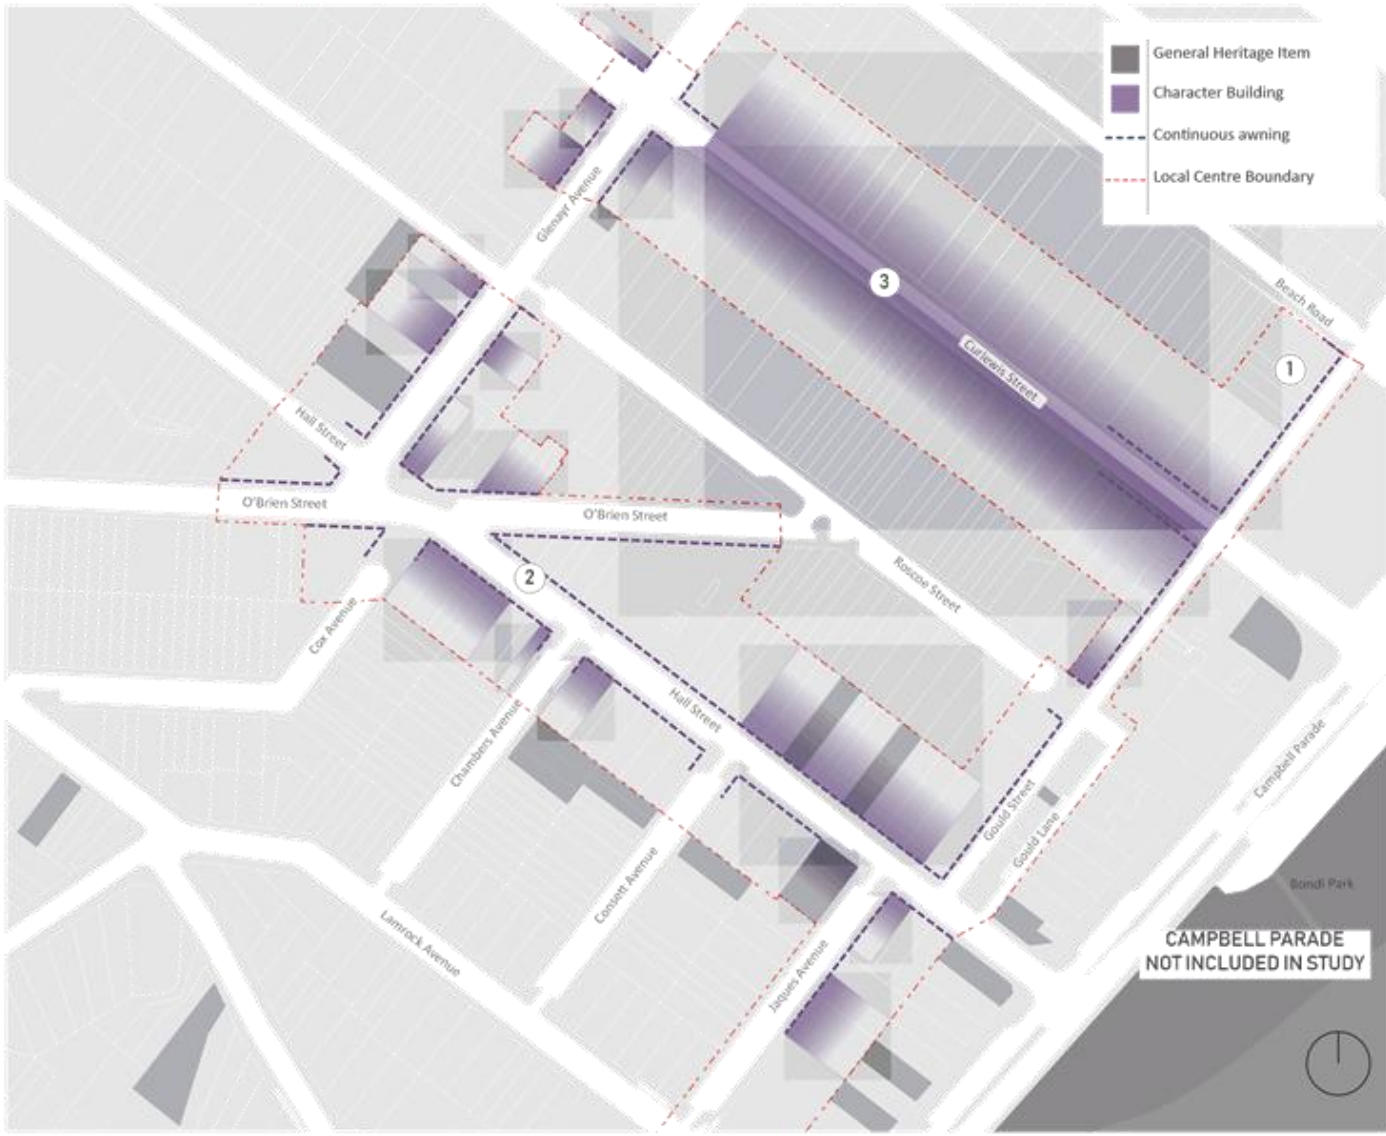 General Heritage Item
Character Building
Continuous awning
Local Centre Boundary
Glenayr Avenue
Beach Road
3
Curlewis Street
1
Hall Street
O'Brien Street
O'Brien Street
2
Roscoe Street
Cox Avenue
Hall Street
Chambers Avenue
Campbell Parade
Gould Street
Gould Lane
Consett Avenue
Bondi Park
Lamrock Avenue
Jaques Avenue
CAMPBELL PARADE
NOT INCLUDED IN STUDY